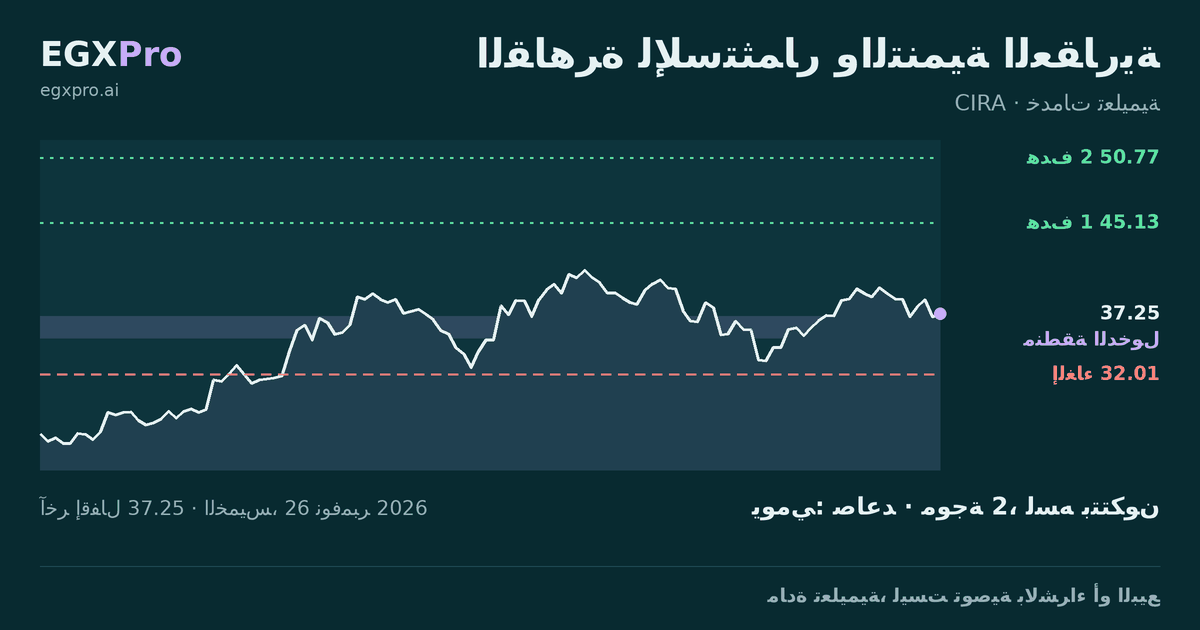 EGXPro
egxpro.ai
القاهرة للإستثمار والتنمية العقارية
CIRA · خدمات تعليمية
هدف 2 50.77
هدف 1 45.13
37.25
منطقة الدخول
إلغاء 32.01
يومي: صاعد · موجة 2، لسه بتتكون
آخر إقفال 37.25 · الخميس، 26 نوفمبر 2026
مادة تعليمية، ليست توصية بالشراء أو البيع